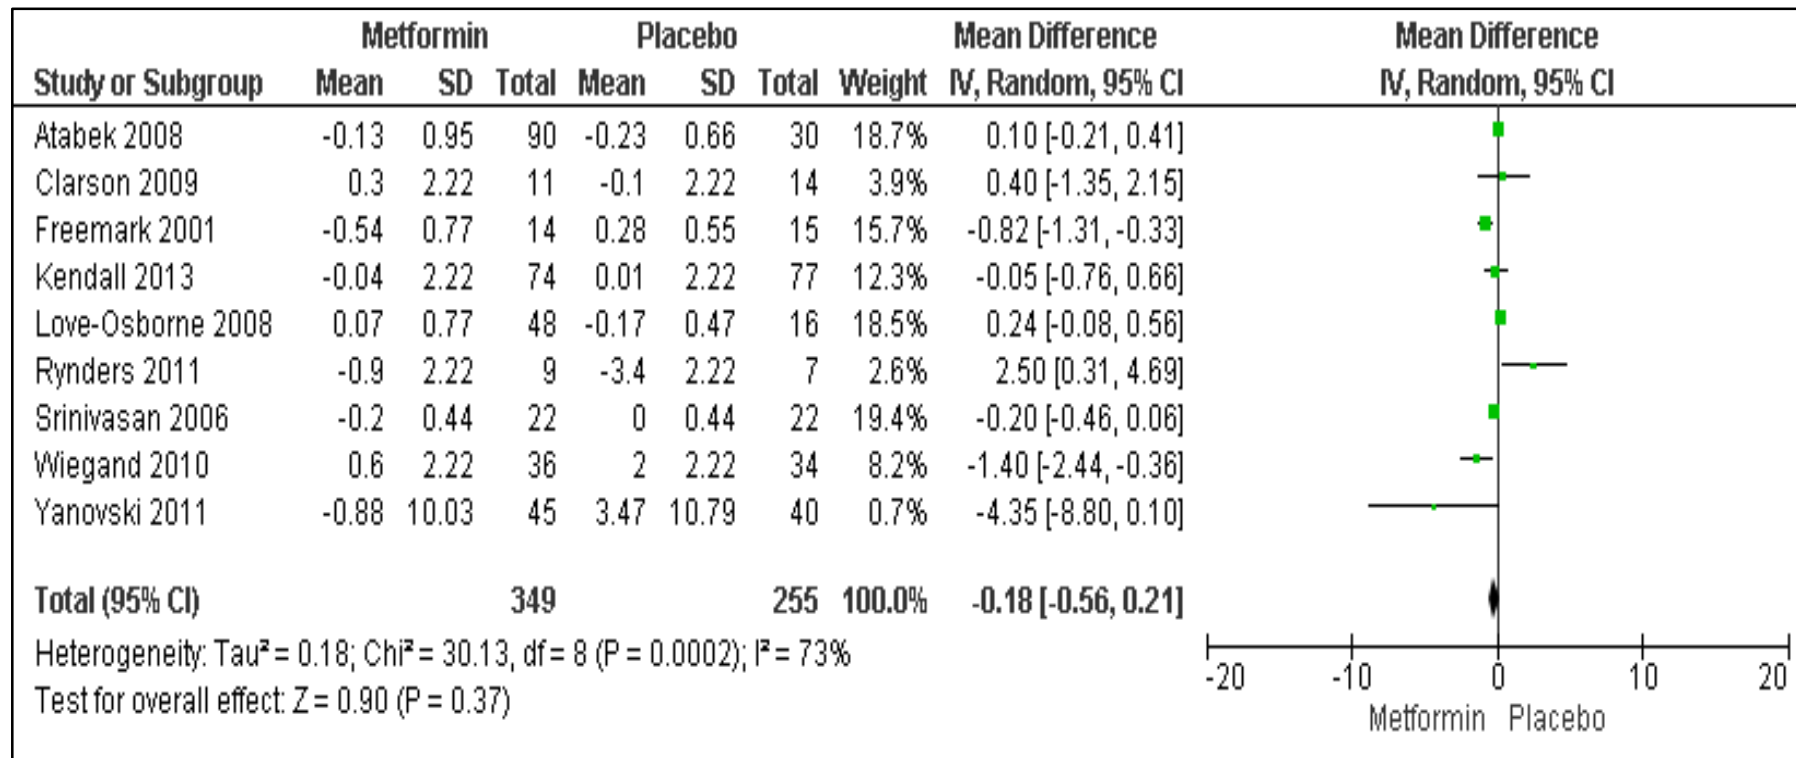 Metformin Placebo Mean Difference Mean Difference
Study or Subgroup Mean SD Total Mean SD Total Weight IV, Random, 95% CI IV, Random, 95% CI
Atabek 2008 -0.13 0.95 90 -0.23 0.66 30 18.7% 0.10 [-0.21, 0.41]
Clarson 2009 0.3 2.22 11 -0.1 2.22 14 3.9% 0.40 [-1.35, 2.15]
Freemark 2001 -0.54 0.77 14 0.28 0.55 15 15.7% -0.82 [-1.31, -0.33]
Kendall 2013 -0.04 2.22 74 0.01 2.22 77 12.3% -0.05 [-0.76, 0.66]
Love-Osborne 2008 0.07 0.77 48 -0.17 0.47 16 18.5% 0.24 [-0.08, 0.56]
Rynders 2011 -0.9 2.22 9 -3.4 2.22 7 2.6% 2.50 [0.31, 4.69]
Srinivasan 2006 -0.2 0.44 22 0 0.44 22 19.4% -0.20 [-0.46, 0.06]
Wiegand 2010 0.6 2.22 36 2 2.22 34 8.2% -1.40 [-2.44, -0.36]
Yanovski 2011 -0.88 10.03 45 3.47 10.79 40 0.7% -4.35 [-8.80, 0.10]
Total (95% CI) 349 255 100.0% -0.18 [-0.56, 0.21]
Heterogeneity: Tau² = 0.18; Chi² = 30.13, df = 8 (P = 0.0002); I² = 73%
Test for overall effect: Z = 0.90 (P = 0.37)
-20 -10 0 10 20
Metformin Placebo